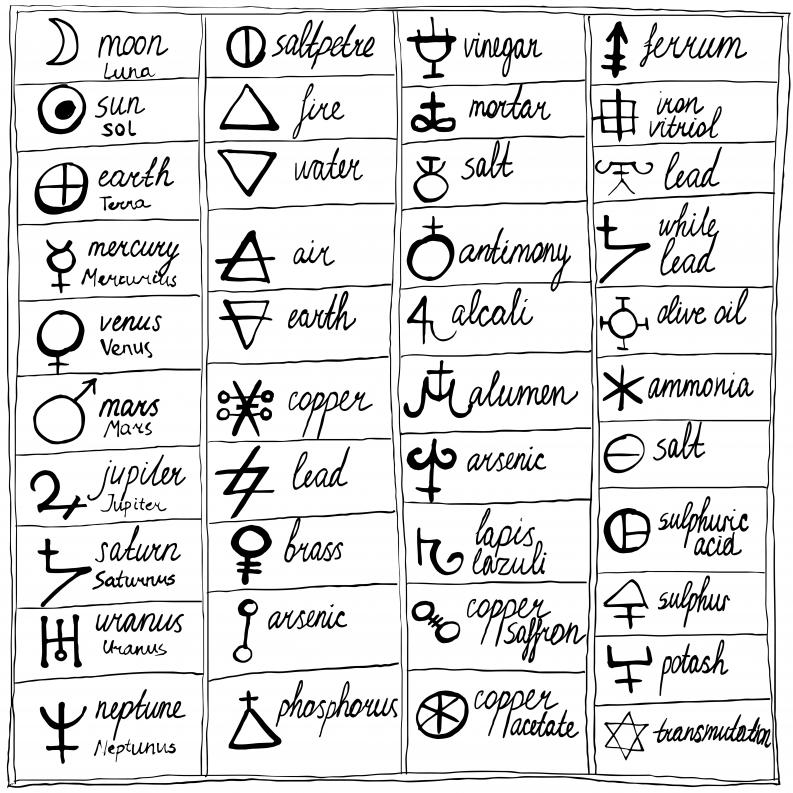 moon
Luna
sun
sol
earth
Terra
mercury
Mercurius
venus
Venus
mars
Mars
jupiter
Jupiter
saturn
Saturnus
uranus
Uranus
neptune
Neptunus
saltpetre
fire
water
air
earth
copper
lead
brass
arsenic
phosphorus
vinegar
mortar
salt
antimony
alcali
alumen
arsenic
lapis
lazuli
copper
saffron
copper
acetate
ferrum
iron
vitriol
lead
while
lead
olive oil
ammonia
salt
sulphuric
acid
sulphur
potash
transmutation